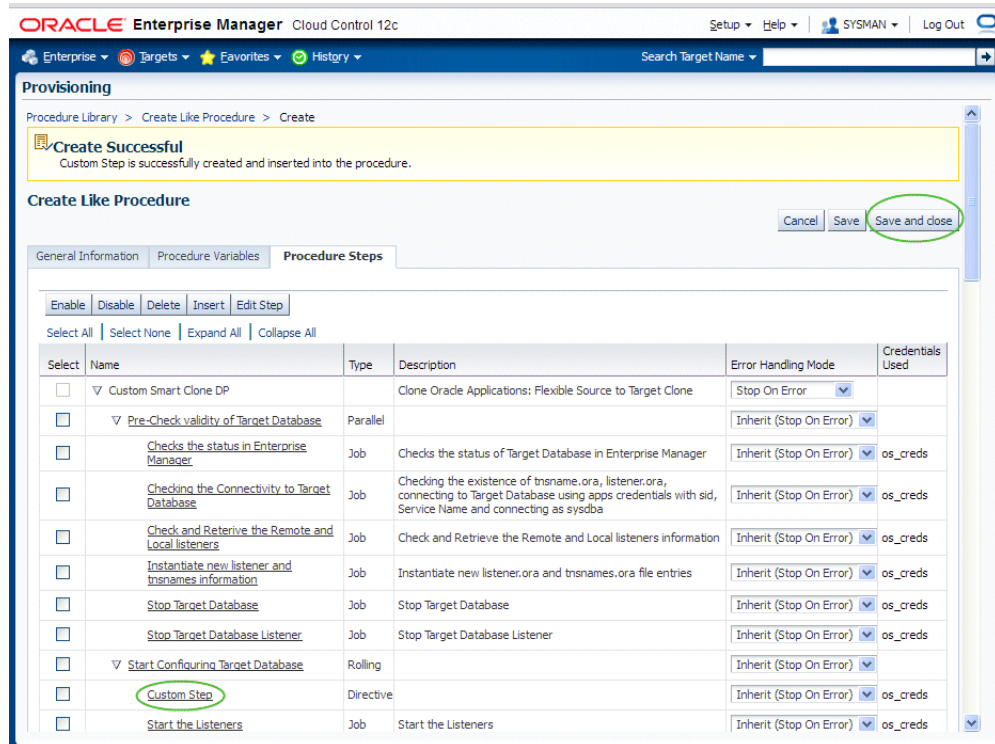 ORACLE Enterprise Manager Cloud Control 12c
Setup Help SYSMAN Log Out
Enterprise Targets Favorites History Search Target Name
Provisioning
Procedure Library > Create Like Procedure > Create
Create Successful
Custom Step is successfully created and inserted into the procedure.
Create Like Procedure
Cancel Save Save and close
General Information Procedure Variables Procedure Steps
Enable Disable Delete Insert Edit Step
Select All | Select None | Expand All | Collapse All
Select Name Type Description Error Handling Mode Credentials Used
Custom Smart Clone DP Clone Oracle Applications: Flexible Source to Target Clone Stop On Error
Pre-Check validity of Target Database Parallel Inherit (Stop On Error)
Checks the status in Enterprise
Manager
Job
Checks the status of Target Database in Enterprise Manager
Inherit (Stop On Error) os_creds
Checking the Connectivity to Target
Database
Job
Checking the existence of tnsname.ora, listener.ora,
connecting to Target Database using apps credentials with sid,
Service Name and connecting as sysdba
Inherit (Stop On Error) os_creds
Check and Reterive the Remote and
Local listeners
Job
Check and Retrieve the Remote and Local listeners information
Inherit (Stop On Error) os_creds
Instantiate new listener and
tnsnames information
Job
Instantiate new listener.ora and tnsnames.ora file entries
Inherit (Stop On Error) os_creds
Stop Target Database Job Stop Target Database Inherit (Stop On Error) os_creds
Stop Target Database Listener Job Stop Target Database Listener Inherit (Stop On Error) os_creds
Start Configuring Target Database Rolling Inherit (Stop On Error)
Custom Step Directive Inherit (Stop On Error) os_creds
Start the Listeners Job Start the Listeners Inherit (Stop On Error) os_creds